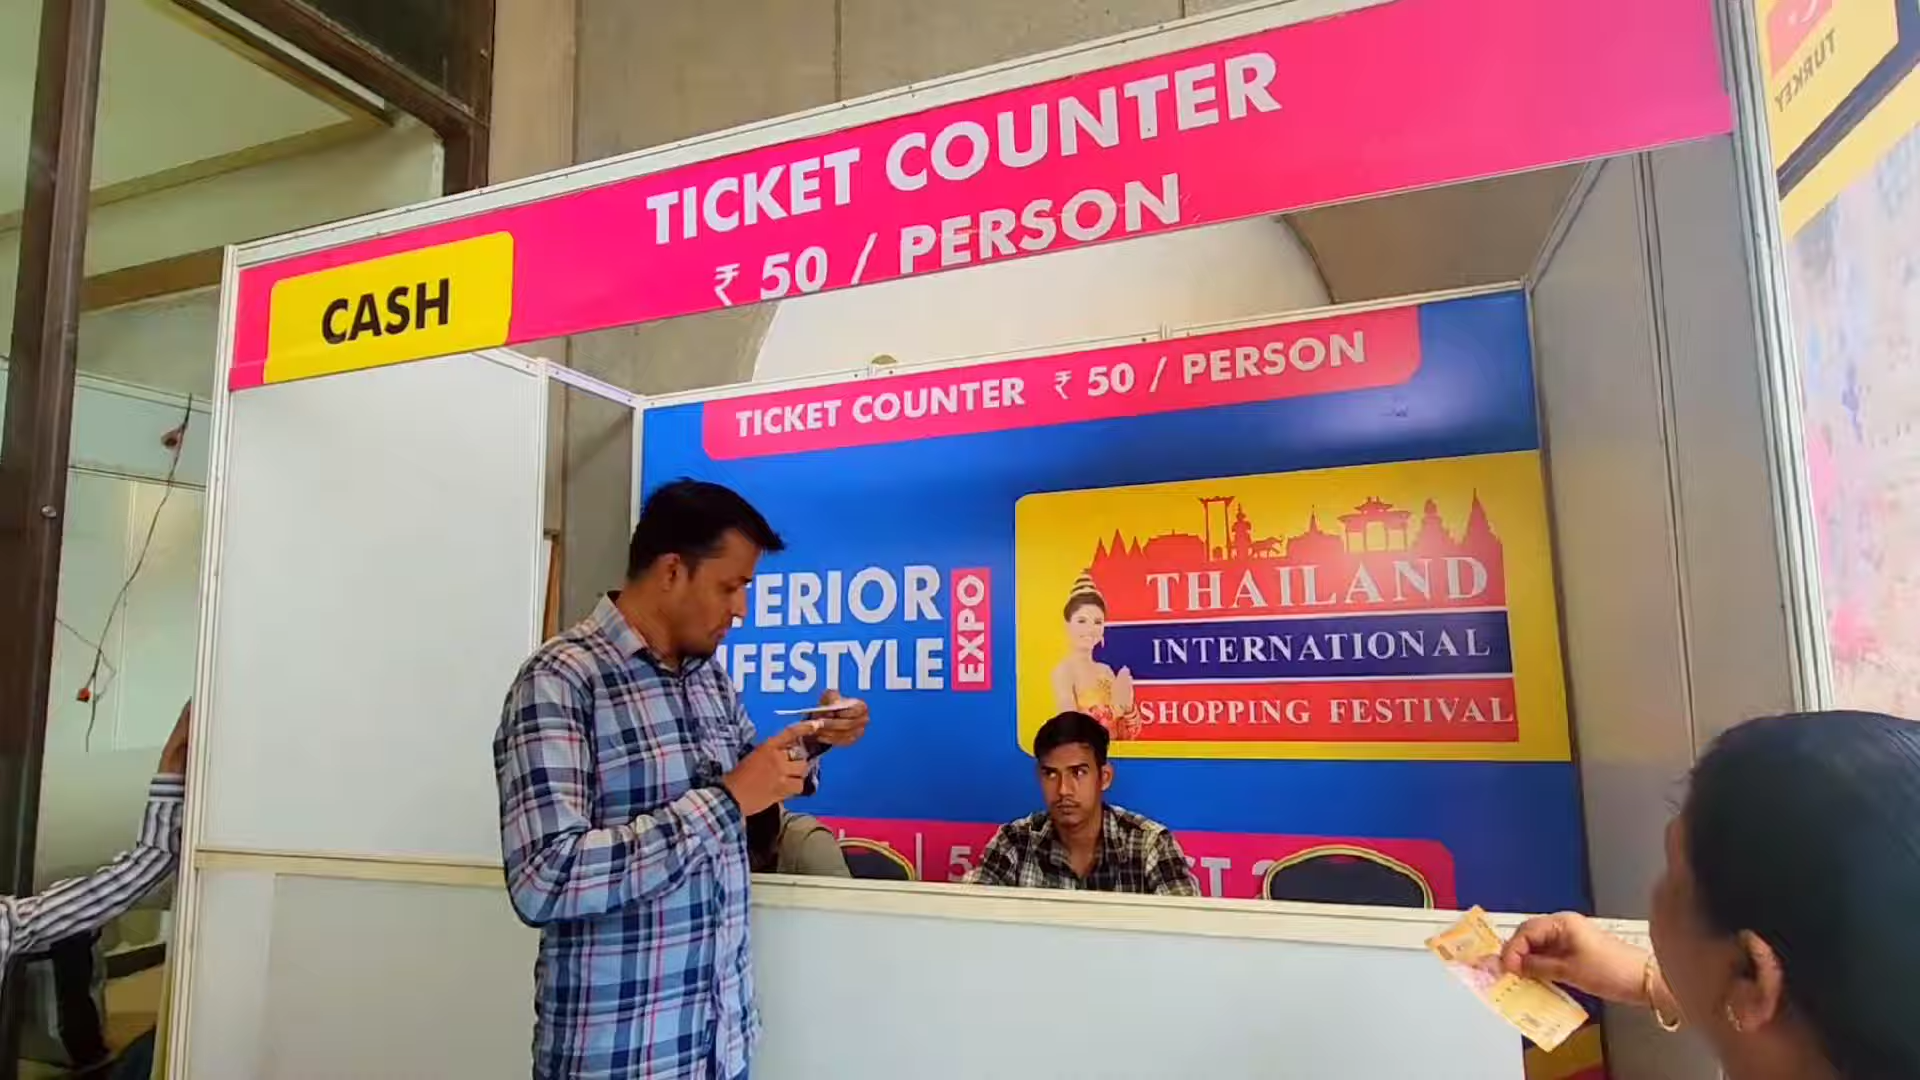 TICKET COUNTER
₹ 50 / PERSON
CASH
TURKEY
TICKET COUNTER ₹ 50 / PERSON
TERIOR
IFESTYLE
EXPO
THAILAND
INTERNATIONAL
SHOPPING FESTIVAL